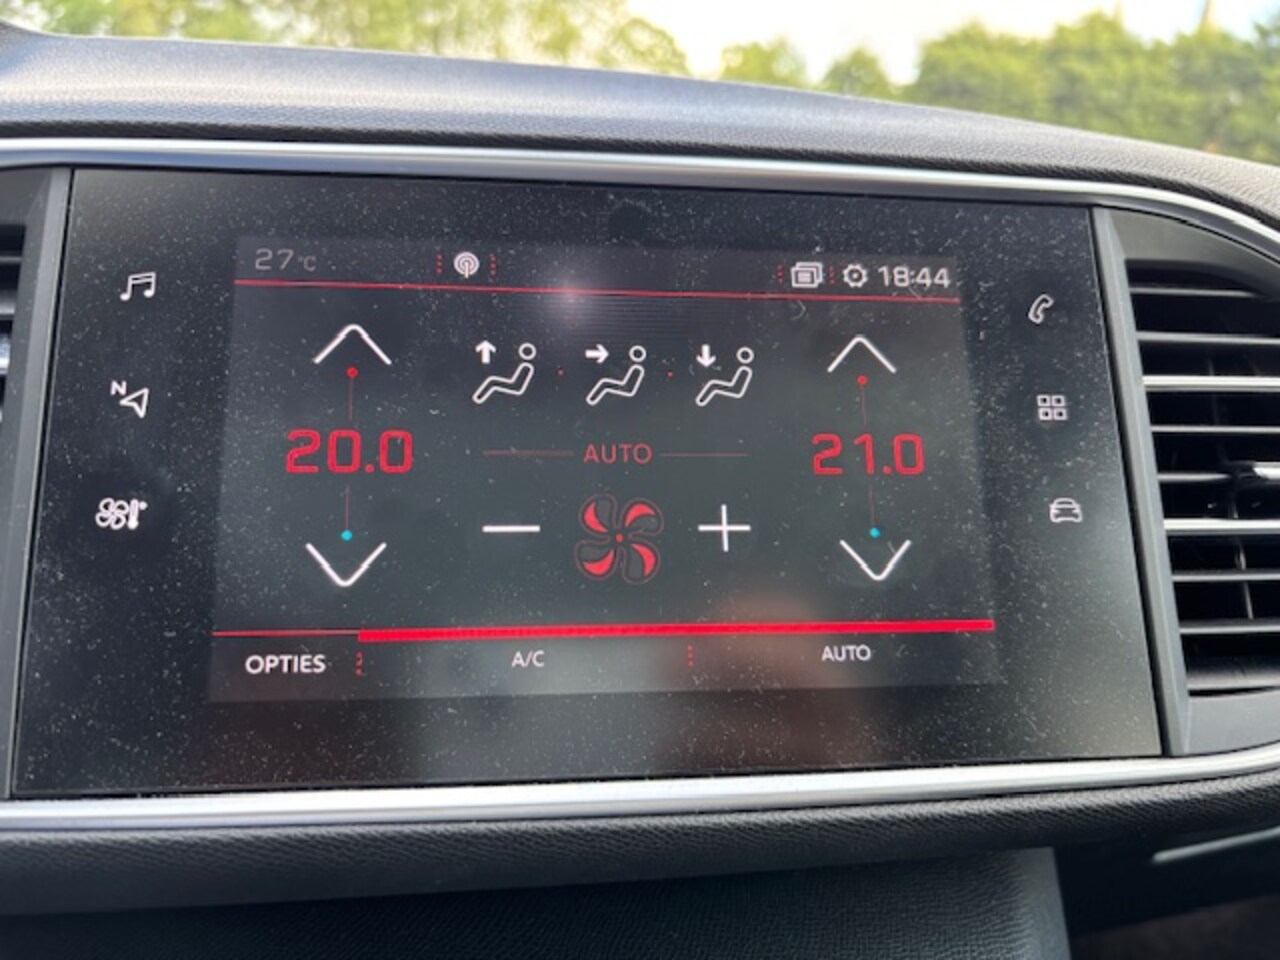 27°C
18:44
N
20.0
AUTO
21.0
OPTIES
A/C
AUTO